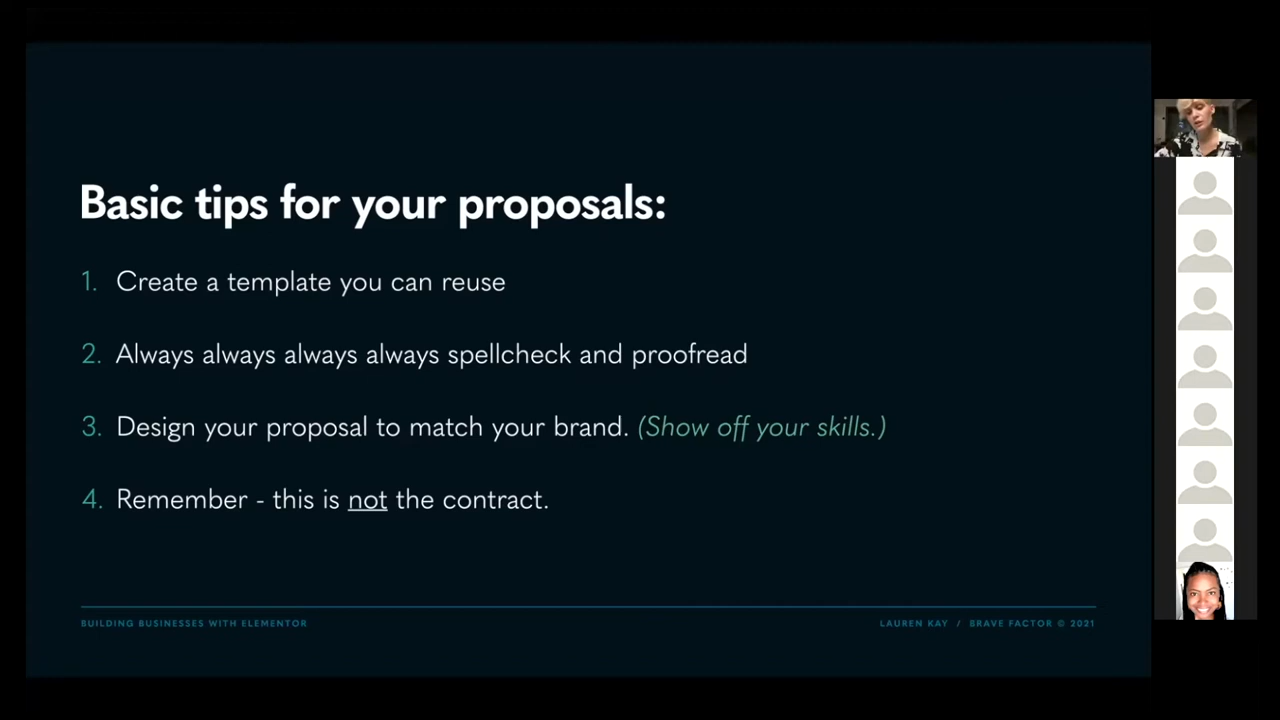 Basic tips for your proposals:
1. Create a template you can reuse
2. Always always always always spellcheck and proofread
3. Design your proposal to match your brand. (Show off your skills.)
4. Remember - this is not the contract.
BUILDING BUSINESSES WITH ELEMENTOR
LAUREN KAY / BRAVE FACTOR © 2021